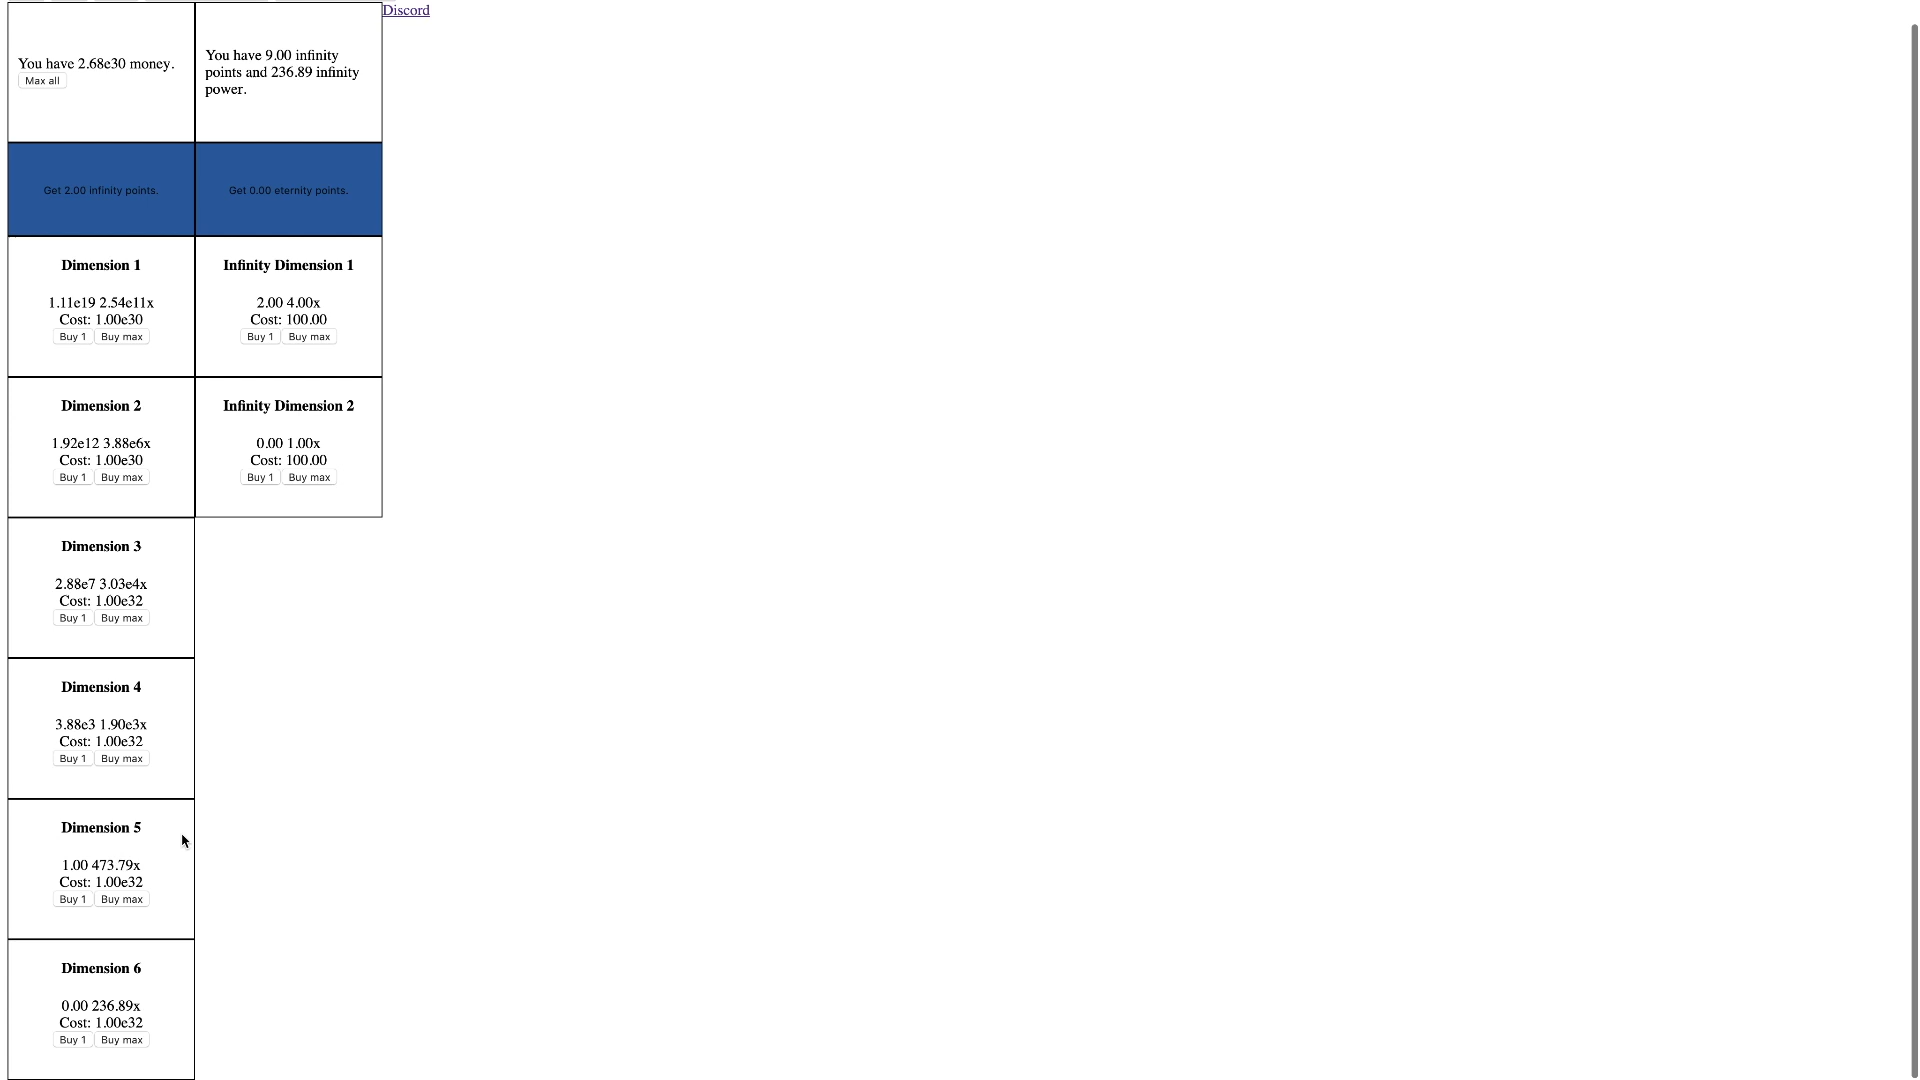 Discord
You have 2.68e30 money.
Max all
You have 9.00 infinity
points and 236.89 infinity
power.
Get 2.00 infinity points.
Get 0.00 eternity points.
Dimension 1
1.11e19 2.54e11x
Cost: 1.00e30
Buy 1 Buy max
Infinity Dimension 1
2.00 4.00x
Cost: 100.00
Buy 1 Buy max
Dimension 2
1.92e12 3.88e6x
Cost: 1.00e30
Buy 1 Buy max
Infinity Dimension 2
0.00 1.00x
Cost: 100.00
Buy 1 Buy max
Dimension 3
2.88e7 3.03e4x
Cost: 1.00e32
Buy 1 Buy max
Dimension 4
3.88e3 1.90e3x
Cost: 1.00e32
Buy 1 Buy max
Dimension 5
1.00 473.79x
Cost: 1.00e32
Buy 1 Buy max
Dimension 6
0.00 236.89x
Cost: 1.00e32
Buy 1 Buy max